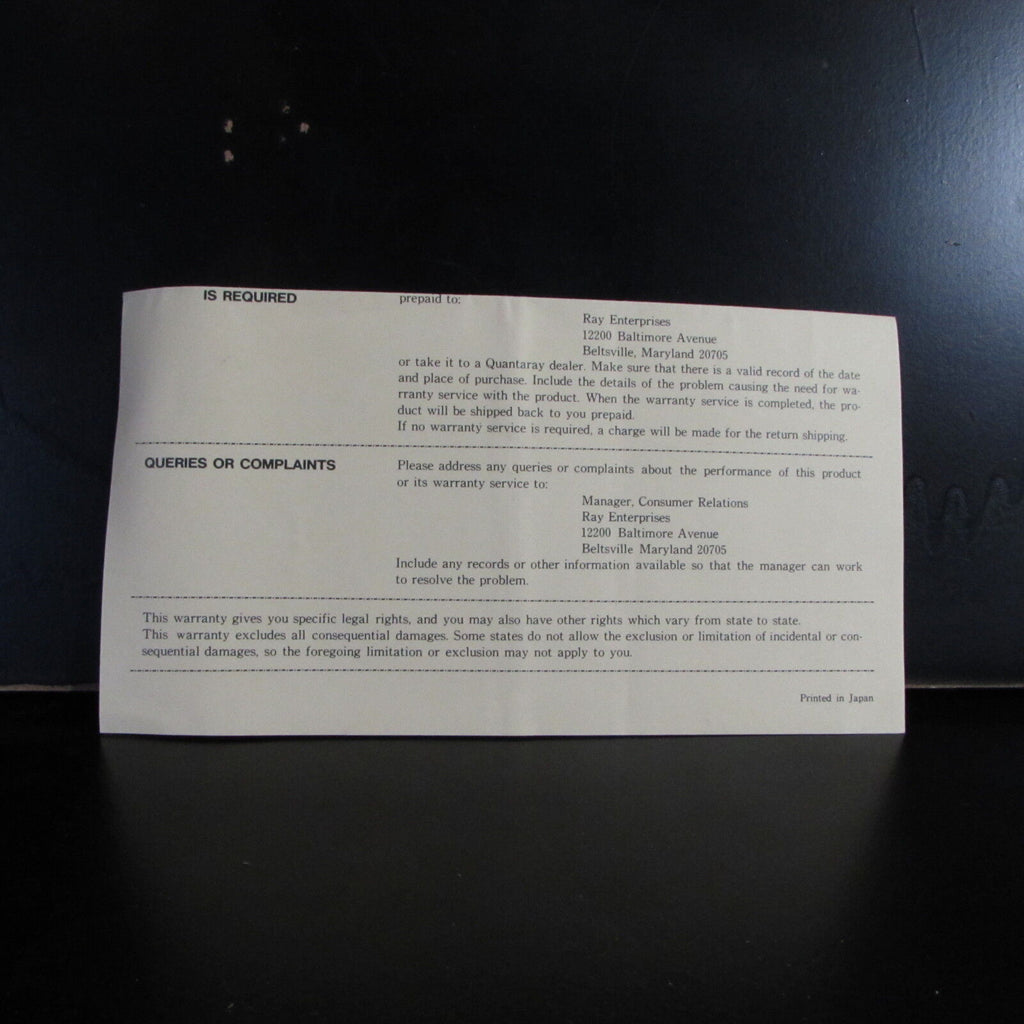 IS REQUIRED
prepaid to:
Ray Enterprises
12200 Baltimore Avenue
Beltsville, Maryland 20705
or take it to a Quantaray dealer. Make sure that there is a valid record of the date
and place of purchase. Include the details of the problem causing the need for wa-
rranty service with the product. When the warranty service is completed, the pro-
duct will be shipped back to you prepaid.
If no warranty service is required, a charge will be made for the return shipping.
QUERIES OR COMPLAINTS
Please address any queries or complaints about the performance of this product
or its warranty service to:
Manager, Consumer Relations
Ray Enterprises
12200 Baltimore Avenue
Beltsville Maryland 20705
Include any records or other information available so that the manager can work
to resolve the problem.
This warranty gives you specific legal rights, and you may also have other rights which vary from state to state.
This warranty excludes all consequential damages. Some states do not allow the exclusion or limitation of incidental or con-
sequential damages, so the foregoing limitation or exclusion may not apply to you.
Printed in Japan